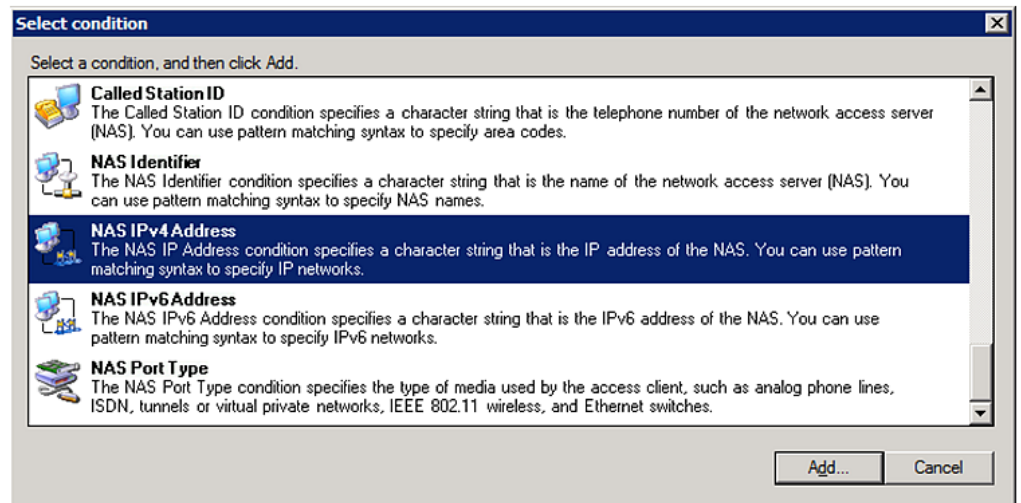 Select condition
Select a condition, and then click Add.
Called Station ID
The Called Station ID condition specifies a character string that is the telephone number of the network access server
(NAS). You can use pattern matching syntax to specify area codes.
NAS Identifier
The NAS Identifier condition specifies a character string that is the name of the network access server (NAS). You
can use pattern matching syntax to specify NAS names.
NAS IPv4 Address
The NAS IP Address condition specifies a character string that is the IP address of the NAS. You can use pattern
matching syntax to specify IP networks.
NAS IPv6 Address
The NAS IPv6 Address condition specifies a character string that is the IPv6 address of the NAS. You can use
pattern matching syntax to specify IPv6 networks.
NAS Port Type
The NAS Port Type condition specifies the type of media used by the access client, such as analog phone lines,
ISDN, tunnels or virtual private networks, IEEE 802.11 wireless, and Ethernet switches.
Add... Cancel